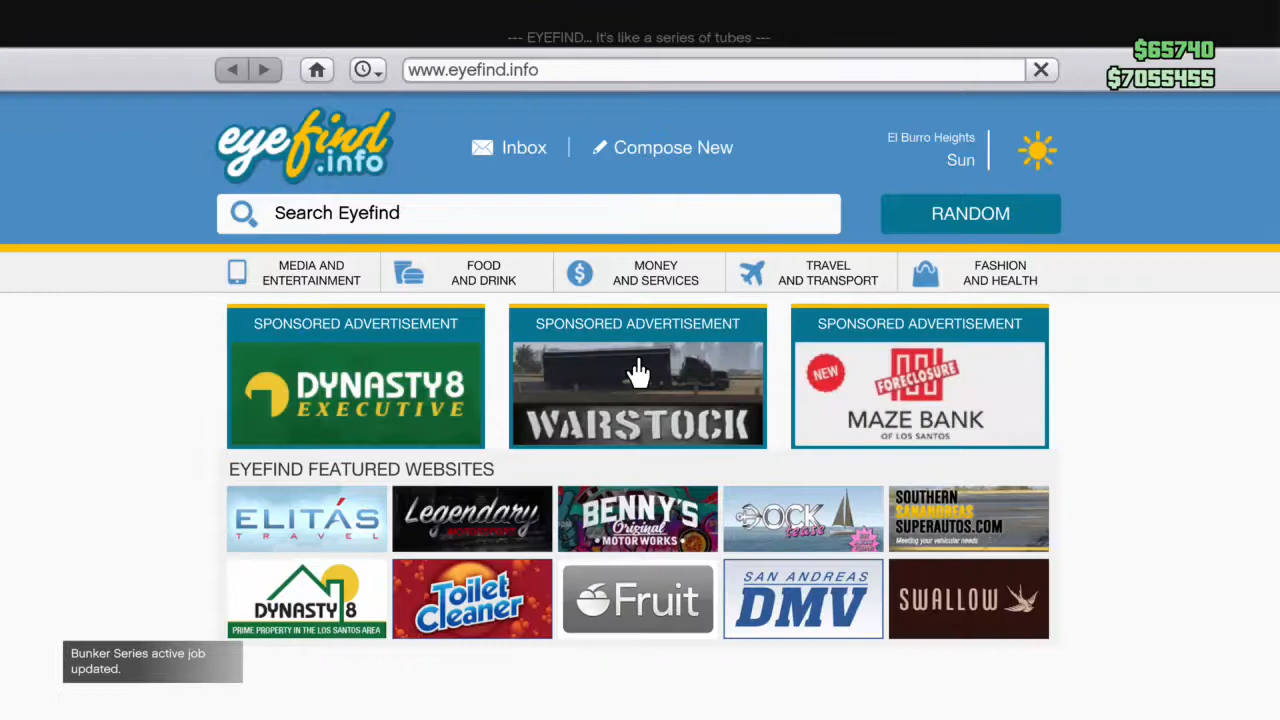 --- EYEFIND... It's like a series of tubes ---
$65740
www.eyefind.info
$7055455
eyefind
.info
Inbox
Compose New
El Burro Heights
Sun
Search Eyefind
RANDOM
MEDIA AND
ENTERTAINMENT
FOOD
AND DRINK
MONEY
AND SERVICES
TRAVEL
AND TRANSPORT
FASHION
AND HEALTH
SPONSORED ADVERTISEMENT
DYNASTY 8
EXECUTIVE
SPONSORED ADVERTISEMENT
WARSTOCK
SPONSORED ADVERTISEMENT
NEW
FORECLOSURE
MAZE BANK
OF LOS SANTOS
EYEFIND FEATURED WEBSITES
ELITÁS
TRAVEL
Legendary
MOTORSPORT
BENNY'S
Original
MOTOR WORKS
DOCK
tease
SOUTHERN
SANANDREAS
SUPERAUTOS.COM
Meeting your vehicular needs
DYNASTY 8
PRIME PROPERTY IN THE LOS SANTOS AREA
Toilet
Cleaner
Fruit
SAN ANDREAS
DMV
SWALLOW
Bunker Series active job
updated.